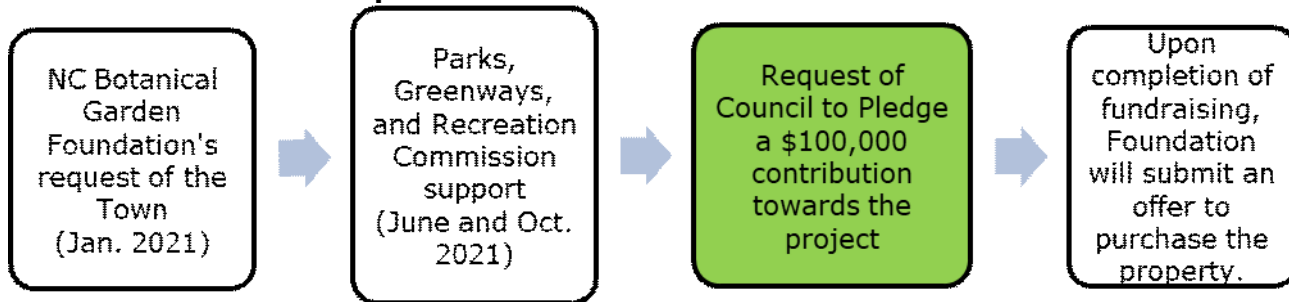 NC Botanical
Garden
Foundation's
request of the
Town
(Jan. 2021)
Parks,
Greenways,
and Recreation
Commission
support
(June and Oct.
2021)
Request of
Council to Pledge
a $100,000
contribution
towards the
project
Upon
completion of
fundraising,
Foundation
will submit an
offer to
purchase the
property.